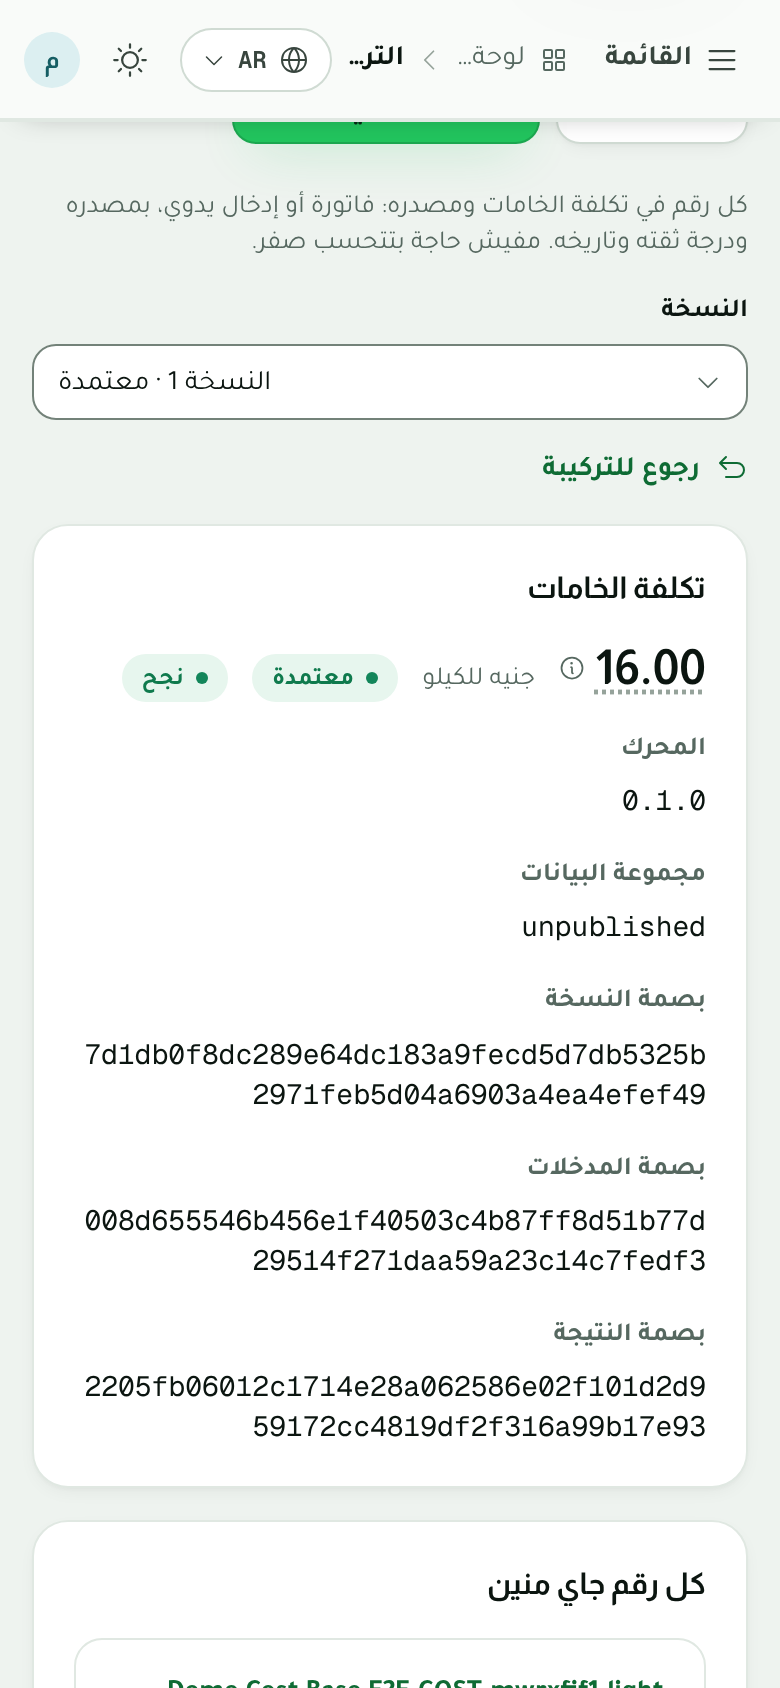 القائمة
لوحة...
التر...
AR
م
كل رقم في تكلفة الخامات ومصدره: فاتورة أو إدخال يدوي، بمصدره
ودرجة ثقته وتاريخه. مفيش حاجة بتتحسب صفر.
النسخة
النسخة 1 · معتمدة
رجوع للتركيبة
تكلفة الخامات
16.00 جنيه للكيلو معتمدة نجح
المحرك
0.1.0
مجموعة البيانات
unpublished
بصمة النسخة
7d1db0f8dc289e64dc183a9fecd5d7db5325b
2971feb5d04a6903a4ea4efef49
بصمة المدخلات
008d655546b456e1f40503c4b87ff8d51b77d
29514f271daa59a23c14c7fedf3
بصمة النتيجة
2205fb06012c1714e28a062586e02f101d2d9
59172cc4819df2f316a99b17e93
كل رقم جاي منين